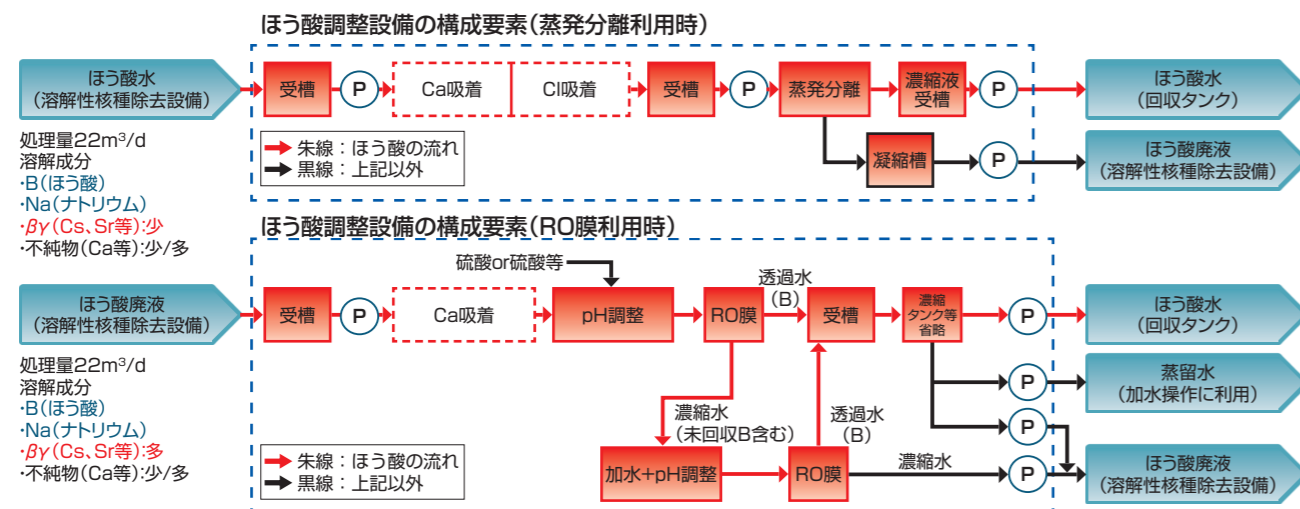 ほう酸調整設備の構成要素(蒸発分離利用時)
ほう酸水
(溶解性核種除去設備)
受槽
P
Ca吸着
Cl吸着
受槽
P
蒸発分離
濃縮液
受槽
P
ほう酸水
(回収タンク)
凝縮槽
P
ほう酸廃液
(溶解性核種除去設備)
処理量22m³/d
溶解成分
・B(ほう酸)
・Na(ナトリウム)
・βγ(Cs、Sr等):少
・不純物(Ca等):少/多
朱線:ほう酸の流れ
黒線:上記以外
ほう酸調整設備の構成要素(RO膜利用時)
硫酸or硫酸等
ほう酸廃液
(溶解性核種除去設備)
受槽
P
Ca吸着
pH調整
RO膜
透過水
(B)
受槽
濃縮
タンク等
省略
P
ほう酸水
(回収タンク)
P
蒸留水
(加水操作に利用)
P
処理量22m³/d
溶解成分
・B(ほう酸)
・Na(ナトリウム)
・βγ(Cs、Sr等):多
・不純物(Ca等):少/多
朱線:ほう酸の流れ
黒線:上記以外
濃縮水
(未回収B含む)
透過水
(B)
加水+pH調整
RO膜
濃縮水
P
ほう酸廃液
(溶解性核種除去設備)